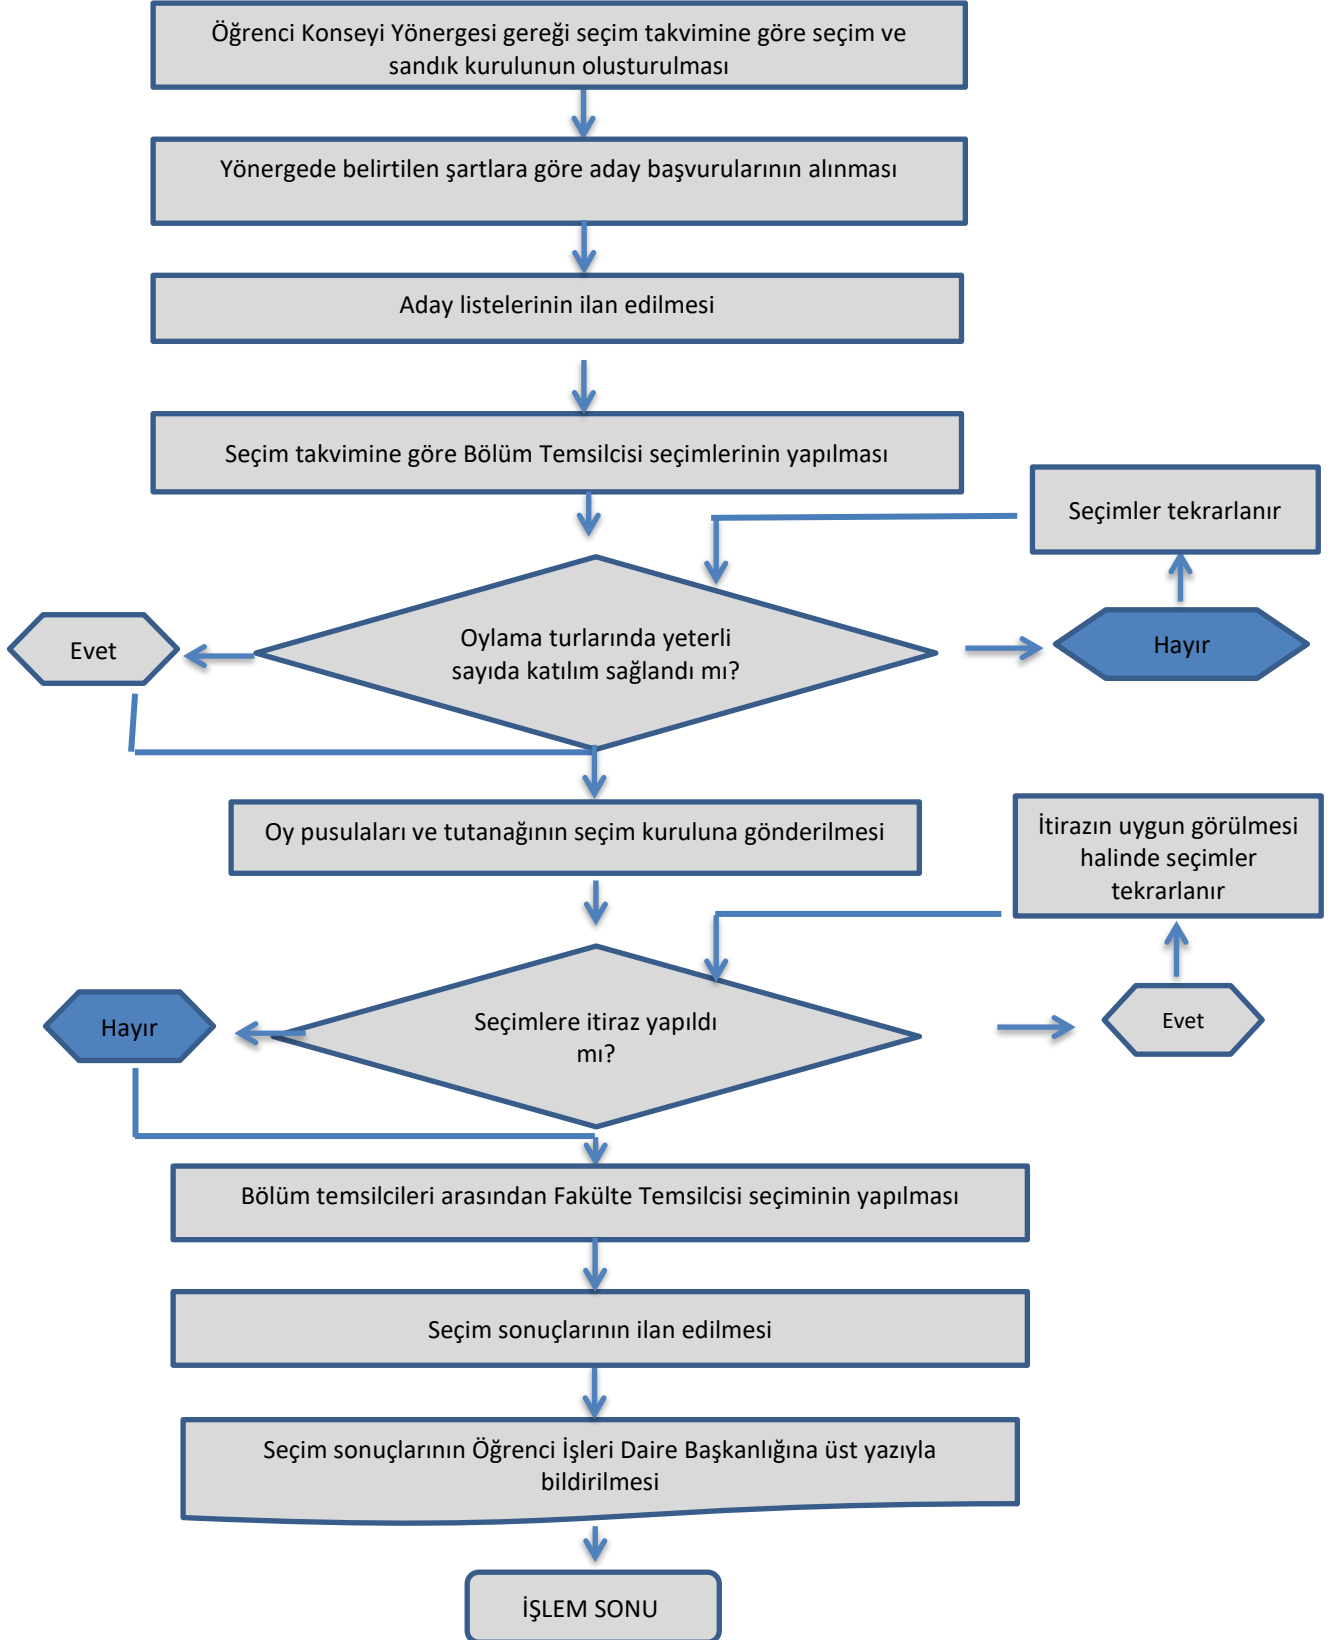 Öğrenci Konseyi Yönergesi gereği seçim takvimine göre seçim ve
sandık kurulunun olusturulması
Yönergede belirtilen şartlara göre aday başvurularının alınması
Aday listelerinin ilan edilmesi
Seçim takvimine göre Bölüm Temsilcisi seçimlerinin yapılması
Seçimler tekrarlanır
Evet
Oylama turlarında yeterli
sayıda katılım sağlandı mı?
Hayır
Oy pusulaları ve tutanağının seçim kuruluna gönderilmesi
İtirazın uygun görülmesi
halinde seçimler
tekrarlanır
Hayır
Seçimlere itiraz yapıldı
mı?
Evet
Bölüm temsilcileri arasından Fakülte Temsilcisi seçiminin yapılması
Seçim sonuçlarının ilan edilmesi
Seçim sonuçlarının Öğrenci İşleri Daire Başkanlığına üst yazıyla
bildirilmesi
İŞLEM SONU